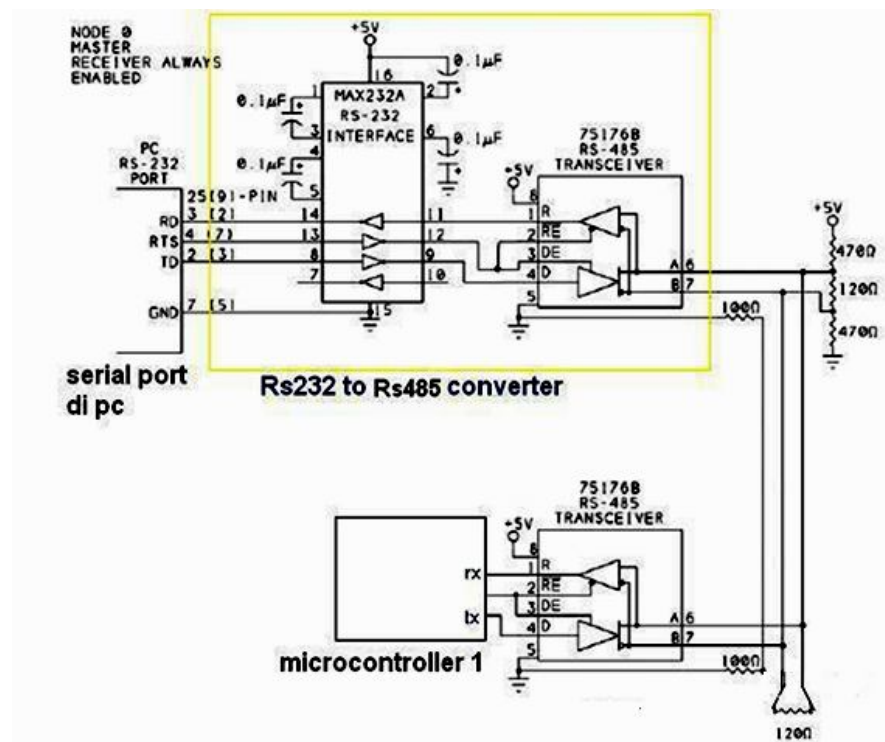 NODE 0
MASTER
RECEIVER ALWAYS
ENABLED
+5V
0.1µF
16
0.1µF
1
MAX232A
RS-232
INTERFACE
2
3
4
6
0.1µF
0.1µF
5
75176B
RS-485
TRANSCEIVER
+5V
8
PC
RS-232
PORT
25(9)-PIN
RD
3 (2)
14
11
1
R
RTS
4 (7)
13
12
2
RE
3
DE
TD
2 (3)
8
9
4
D
7
10
5
A 6
B 7
GND
7 (5)
15
100Ω
+5V
470Ω
120Ω
470Ω
serial port
di pc
Rs232 to Rs485 converter
75176B
RS-485
TRANSCEIVER
+5V
8
rx
1
R
2
RE
3
DE
tx
4
D
5
A 6
B 7
100Ω
microcontroller 1
120Ω